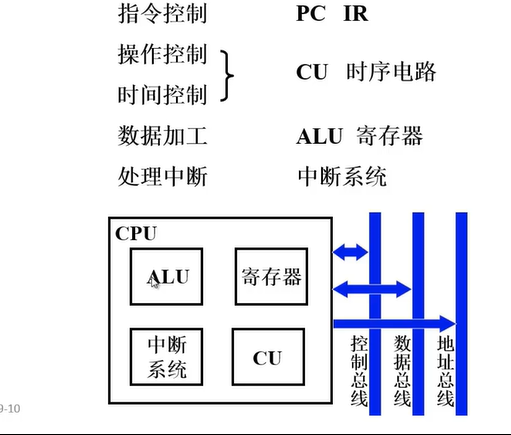 指令控制 PC IR
操作控制
时间控制
CU 时序电路
数据加工 ALU 寄存器
处理中断 中断系统
CPU
ALU
寄存器
中断
系统
CU
控制总线
数据总线
地址总线
9-10